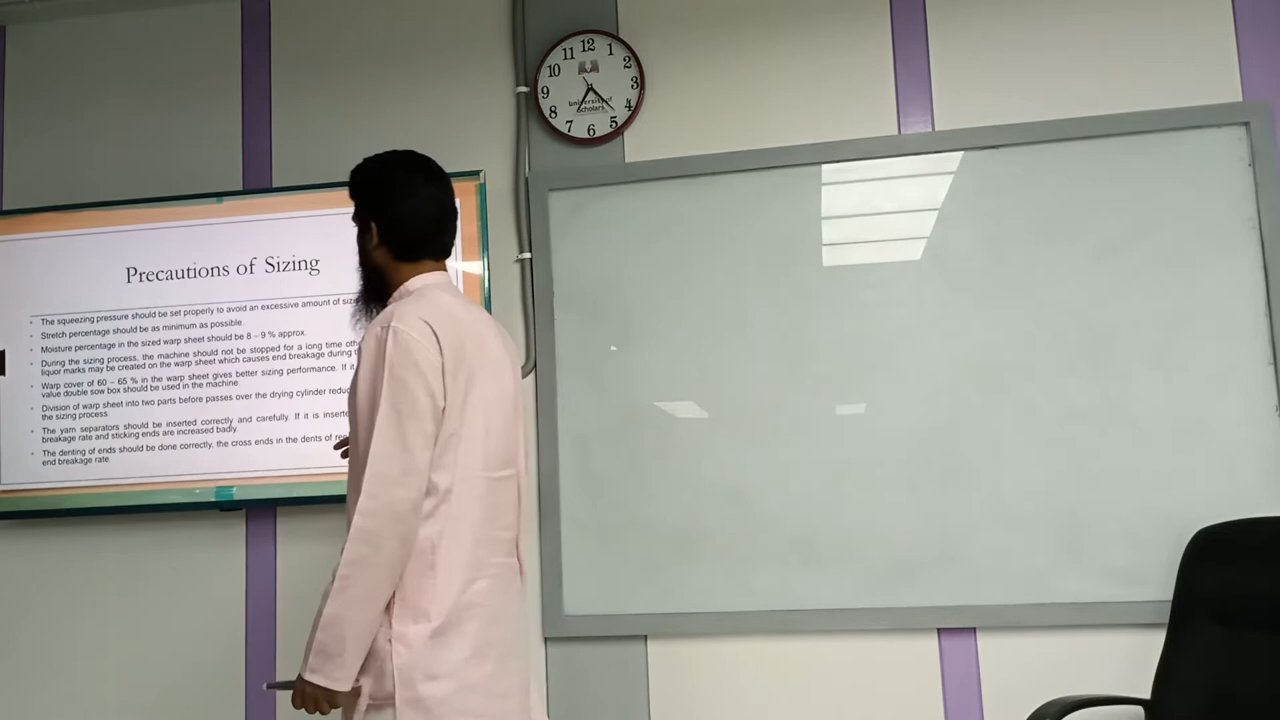 11 12 1
10 2
9 3
8 4
7 6 5
University of
Scholars
Precautions of Sizing
The squeezing pressure should be set properly to avoid an excessive amount of
Stretch percentage should be as minimum as possible.
Moisture percentage in the sized warp sheet should be 8 – 9 % approx.
During the sizing process, the machine should not be stopped for a long time
liquor marks may be created on the warp sheet which causes end breakage during
Warp cover of 60 – 65 % in the warp sheet gives better sizing performance. If
value double sow box should be used in the machine.
Division of warp sheet into two parts before passes over the drying cylinder
the sizing process.
The yarn separators should be inserted correctly and carefully. If it is
breakage rate and sticking ends are increased badly.
The denting of ends should be done correctly, the cross ends in the dents of
end breakage rate.